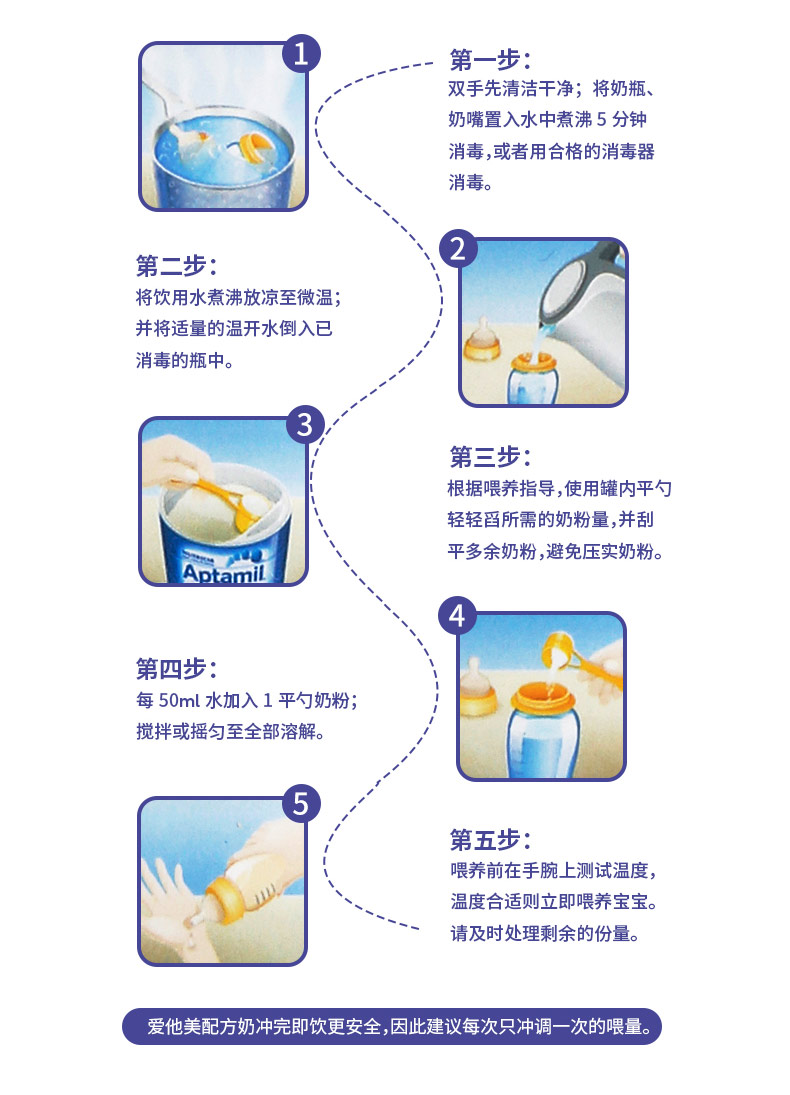 1
第一步：
双手先清洁干净；将奶瓶、
奶嘴置入水中煮沸 5 分钟
消毒，或者用合格的消毒器
消毒。
2
第二步：
将饮用水煮沸放凉至微温；
并将适量的温开水倒入已
消毒的瓶中。
3
Aptamil
第三步：
根据喂养指导，使用罐内平勺
轻轻舀所需的奶粉量，并刮
平多余奶粉，避免压实奶粉。
4
第四步：
每 50ml 水加入 1 平勺奶粉；
搅拌或摇匀至全部溶解。
5
第五步：
喂养前在手腕上测试温度，
温度合适则立即喂养宝宝。
请及时处理剩余的份量。
爱他美配方奶冲完即饮更安全，因此建议每次只冲调一次的喂量。